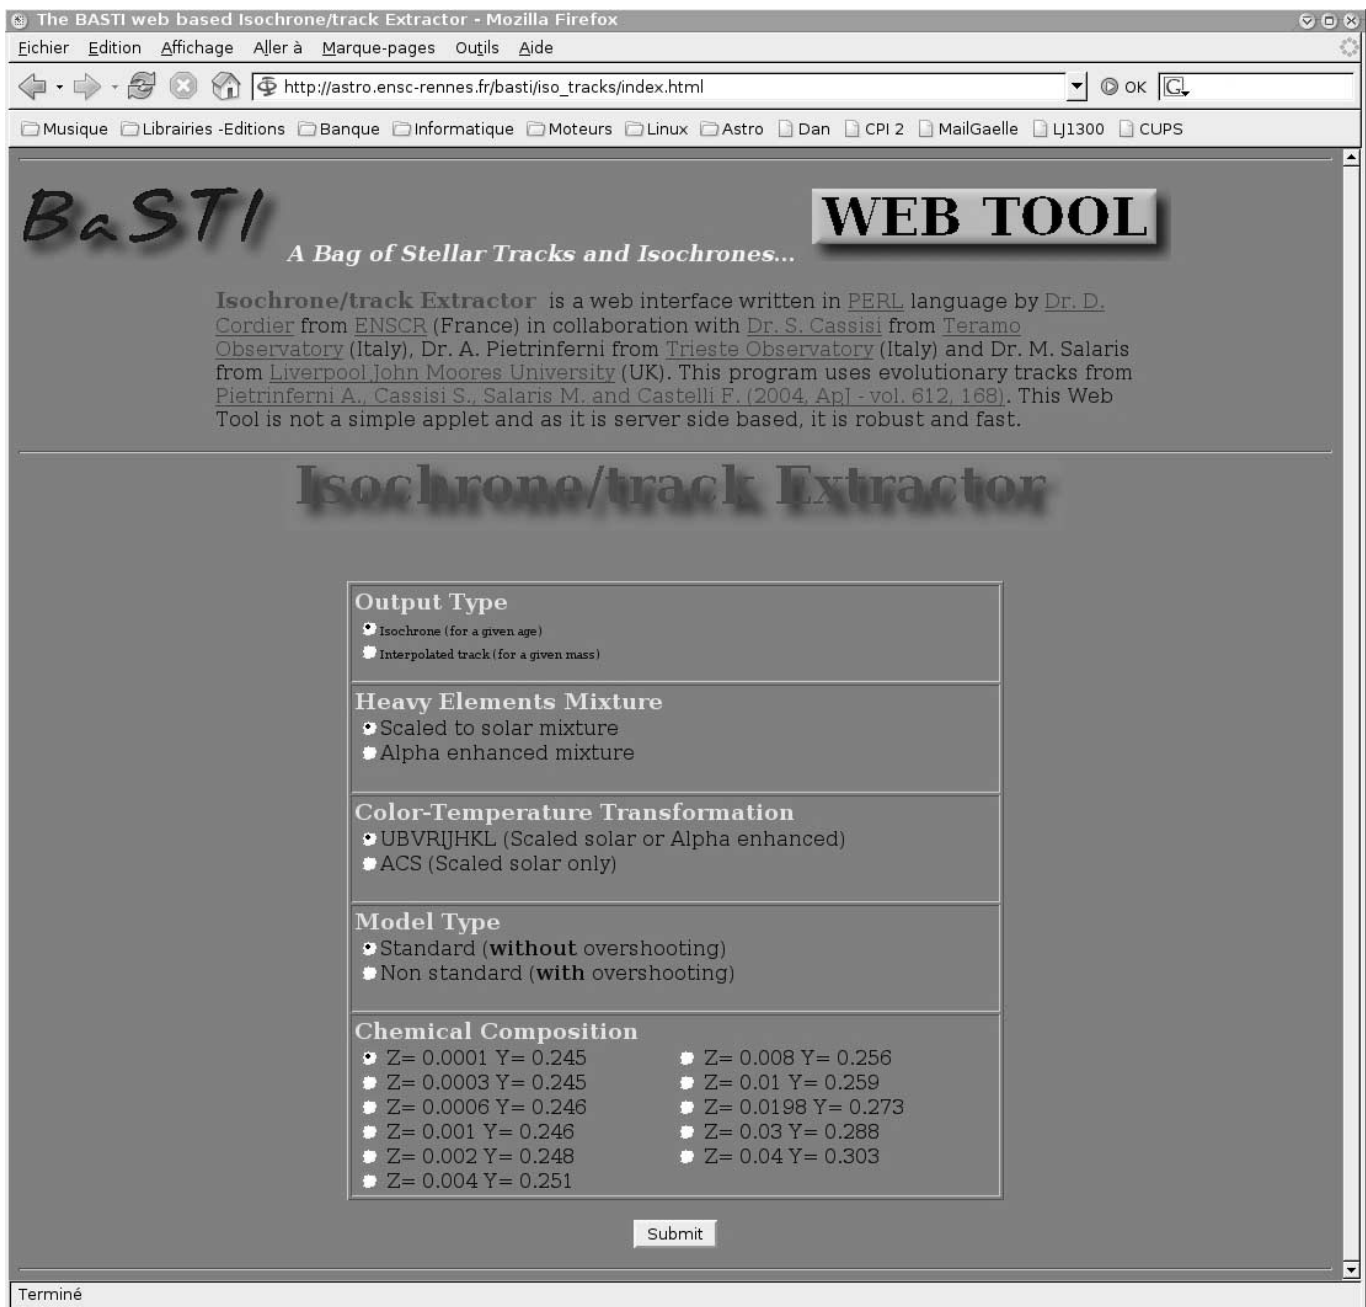 The BASTI web based Isochrone/track Extractor - Mozilla Firefox
Fichier Edition Affichage Aller à Marque-pages Outils Aide
http://astro.ensc-rennes.fr/basti/iso_tracks/index.html OK G
Musique Librairies -Editions Banque Informatique Moteurs Linux Astro Dan CPI 2 MailGaelle LJ1300 CUPS
BaSTI
A Bag of Stellar Tracks and Isochrones...
WEB TOOL
Isochrone/track Extractor is a web interface written in PERL language by Dr. D.
Cordier from ENSCR (France) in collaboration with Dr. S. Cassisi from Teramo
Observatory (Italy), Dr. A. Pietrinferni from Trieste Observatory (Italy) and Dr. M. Salaris
from Liverpool John Moores University (UK). This program uses evolutionary tracks from
Pietrinferni A., Cassisi S., Salaris M. and Castelli F. (2004, ApJ - vol. 612, 168). This Web
Tool is not a simple applet and as it is server side based, it is robust and fast.
Isochrone/track Extractor
Output Type
Isochrone (for a given age)
Interpolated track (for a given mass)
Heavy Elements Mixture
Scaled to solar mixture
Alpha enhanced mixture
Color-Temperature Transformation
UBVRIJHKL (Scaled solar or Alpha enhanced)
ACS (Scaled solar only)
Model Type
Standard (without overshooting)
Non standard (with overshooting)
Chemical Composition
Z= 0.0001 Y= 0.245 Z= 0.008 Y= 0.256
Z= 0.0003 Y= 0.245 Z= 0.01 Y= 0.259
Z= 0.0006 Y= 0.246 Z= 0.0198 Y= 0.273
Z= 0.001 Y= 0.246 Z= 0.03 Y= 0.288
Z= 0.002 Y= 0.248 Z= 0.04 Y= 0.303
Z= 0.004 Y= 0.251
Submit
Terminé